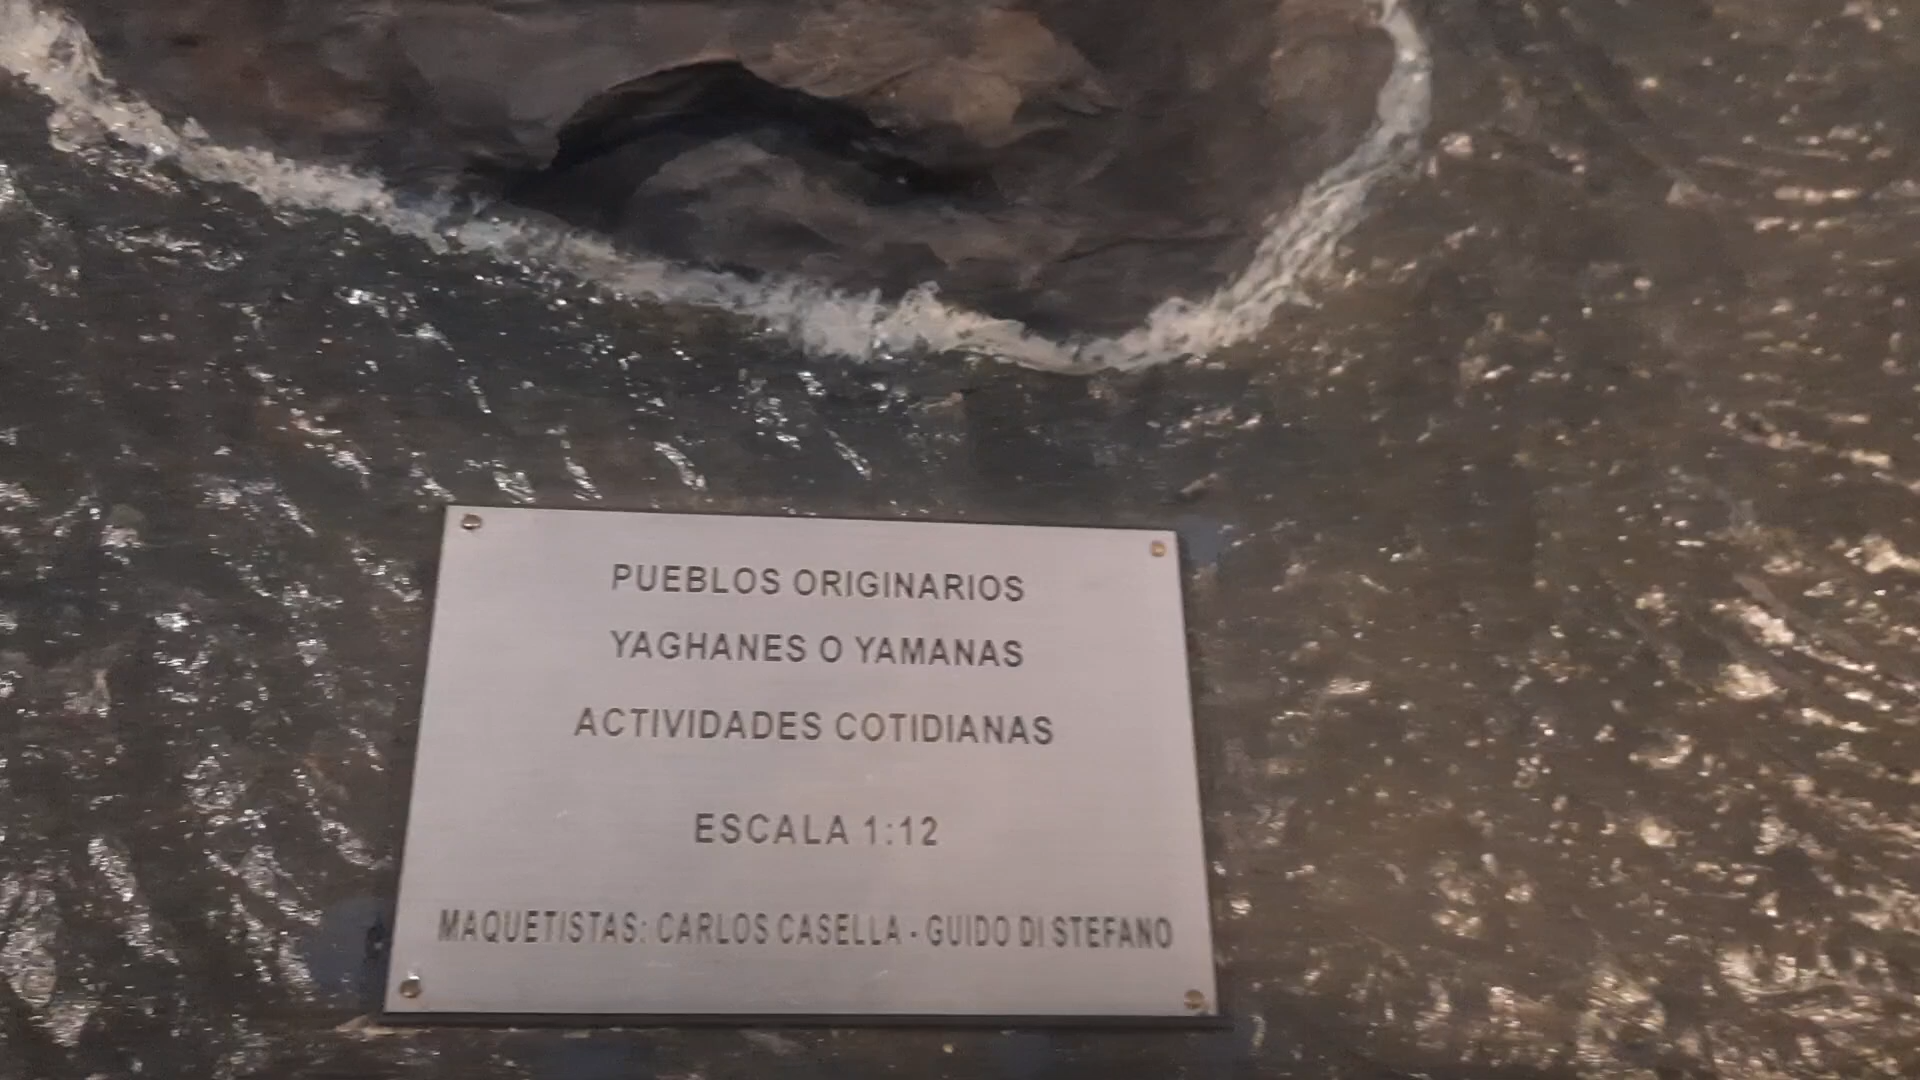 PUEBLOS ORIGINARIOS
YAGHANES O YAMANAS
ACTIVIDADES COTIDIANAS
ESCALA 1:12
MAQUETISTAS: CARLOS CASELLA - GUIDO DI STEFANO